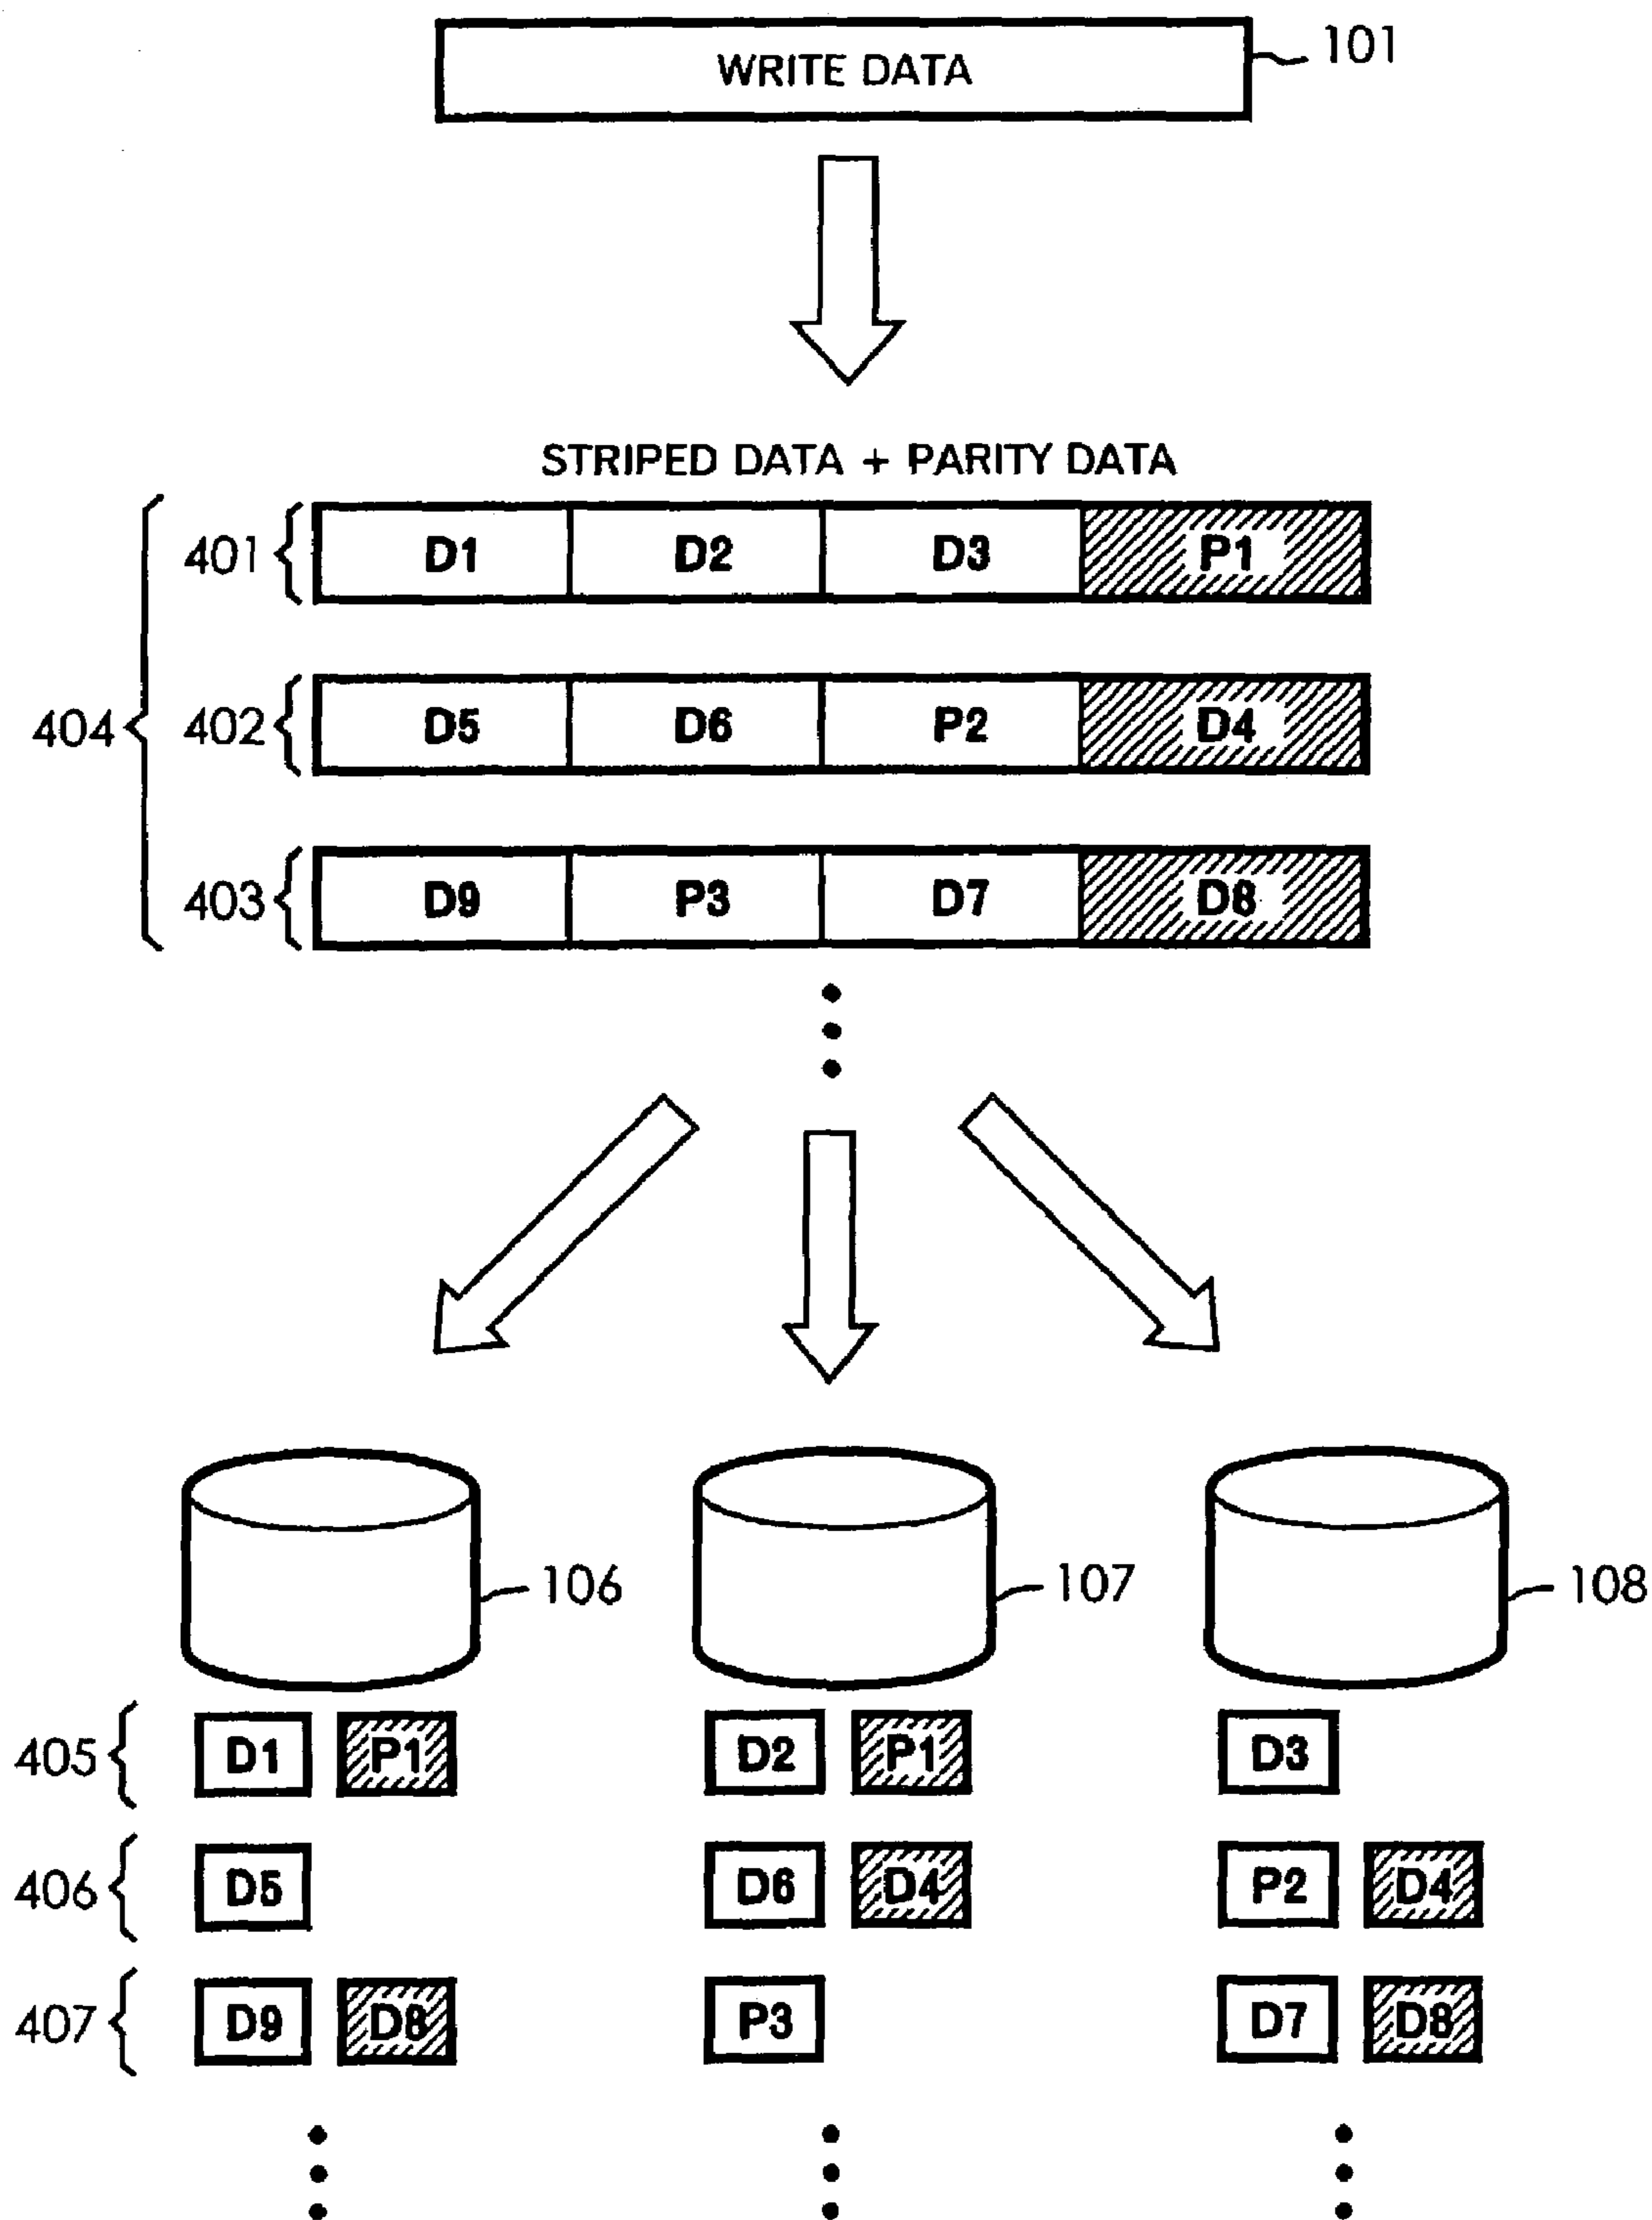 WRITE DATA 101
STRIPED DATA + PARITY DATA
404
401 D1 D2 D3 P1
402 D5 D6 P2 D4
403 D9 P3 D7 D8
106 107 108
405 D1 P1 D2 P1 D3
406 D5 D6 D4 P2 D4
407 D9 D8 P3 D7 D8